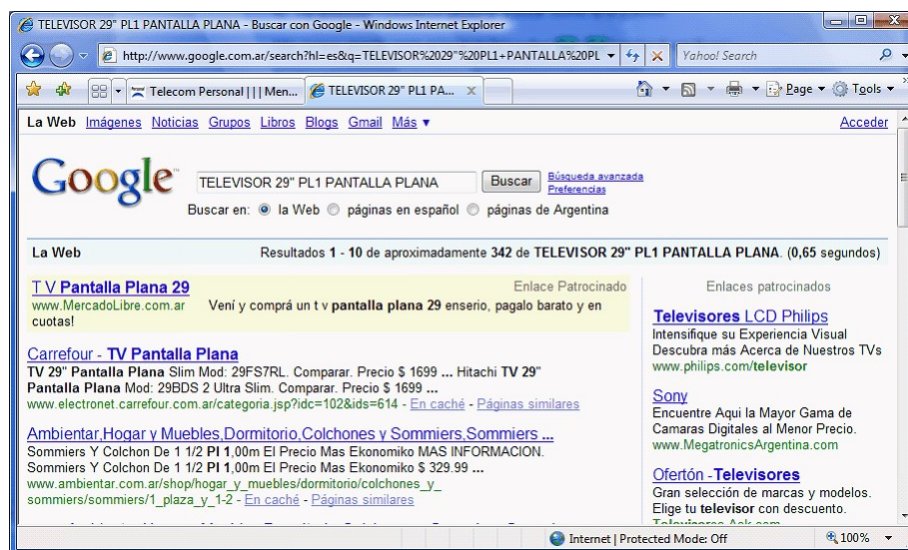 TELEVISOR 29" PL1 PANTALLA PLANA - Buscar con Google - Windows Internet Explorer
http://www.google.com.ar/search?hl=es&q=TELEVISOR%2029"%20PL1+PANTALLA%20PL
Yahoo! Search
Telecom Personal ||| Men...
TELEVISOR 29" PL1 PA...
Page
Tools
La Web Imágenes Noticias Grupos Libros Blogs Gmail Más ▼
Acceder
Google
TELEVISOR 29" PL1 PANTALLA PLANA
Buscar
Búsqueda avanzada
Preferencias
Buscar en: la Web páginas en español páginas de Argentina
La Web
Resultados 1 - 10 de aproximadamente 342 de TELEVISOR 29" PL1 PANTALLA PLANA. (0,65 segundos)
T V Pantalla Plana 29
Enlace Patrocinado
www.MercadoLibre.com.ar Vení y comprá un t v pantalla plana 29 enserio, pagalo barato y en
cuotas!
Carrefour - TV Pantalla Plana
TV 29" Pantalla Plana Slim Mod: 29FS7RL. Comparar. Precio $ 1699 ... Hitachi TV 29"
Pantalla Plana Mod: 29BDS 2 Ultra Slim. Comparar. Precio $ 1699 ...
www.electronet.carrefour.com.ar/categoria.jsp?idc=102&ids=614 - En caché - Páginas similares
Ambientar,Hogar y Muebles,Dormitorio,Colchones y Sommiers,Sommiers ...
Sommiers Y Colchon De 1 1/2 Pl 1,00m El Precio Mas Ekonomiko MAS INFORMACION.
Sommiers Y Colchon De 1 1/2 Pl 1,00m El Precio Mas Ekonomiko $ 329.99 ...
www.ambientar.com.ar/shop/hogar_y_muebles/dormitorio/colchones_y_
sommiers/sommiers/1_plaza_y_1-2 - En caché - Páginas similares
Enlaces patrocinados
Televisores LCD Philips
Intensifique su Experiencia Visual
Descubra más Acerca de Nuestros TVs
www.philips.com/televisor
Sony
Encuentre Aqui la Mayor Gama de
Camaras Digitales al Menor Precio.
www.MegatronicsArgentina.com
Ofertón - Televisores
Gran selección de marcas y modelos.
Elige tu televisor con descuento.
Televisores.Ask.com
Internet | Protected Mode: Off
100%